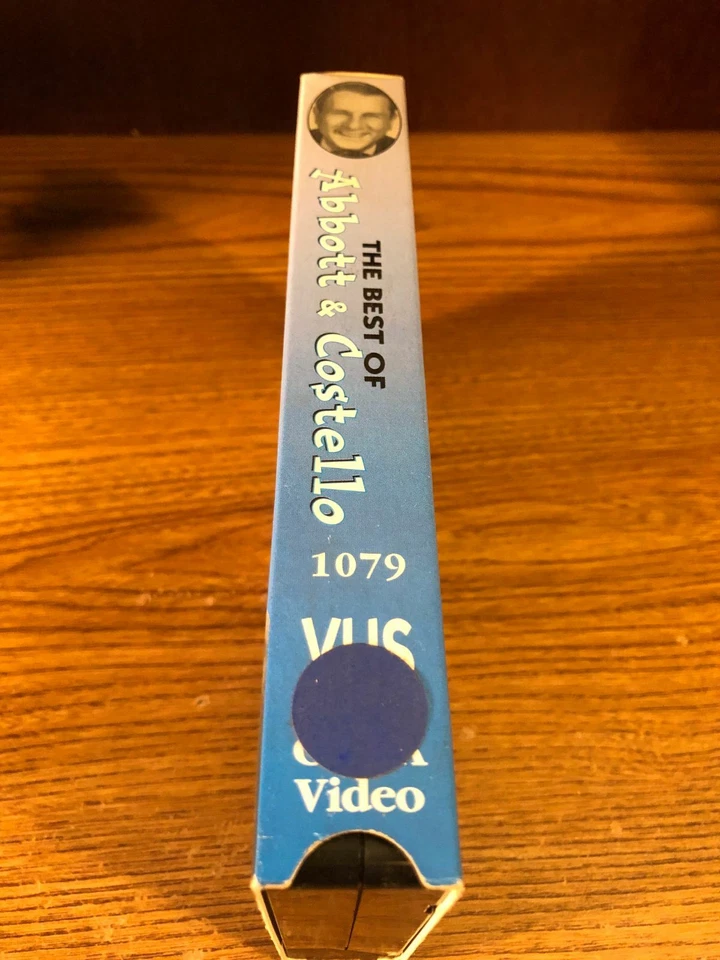 THE BEST OF
Abbott & Costello
1079
VHS
Video